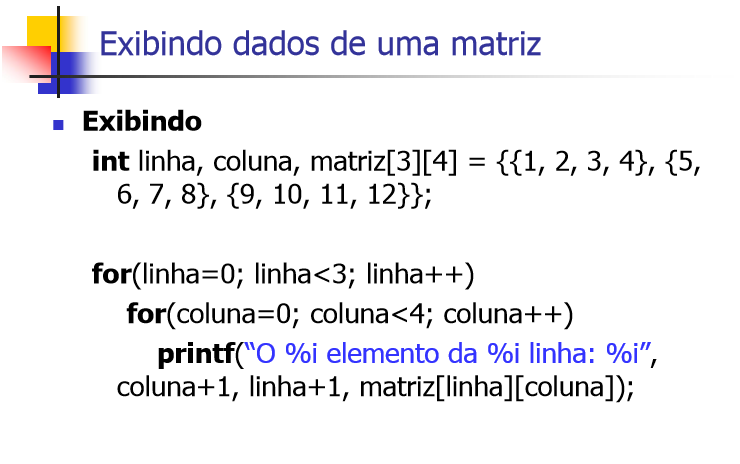 Exibindo dados de uma matriz
Exibindo
int linha, coluna, matriz[3][4] = {{1, 2, 3, 4}, {5,
6, 7, 8}, {9, 10, 11, 12}};
for(linha=0; linha<3; linha++)
for(coluna=0; coluna<4; coluna++)
printf(“O %i elemento da %i linha: %i”,
coluna+1, linha+1, matriz[linha][coluna]);